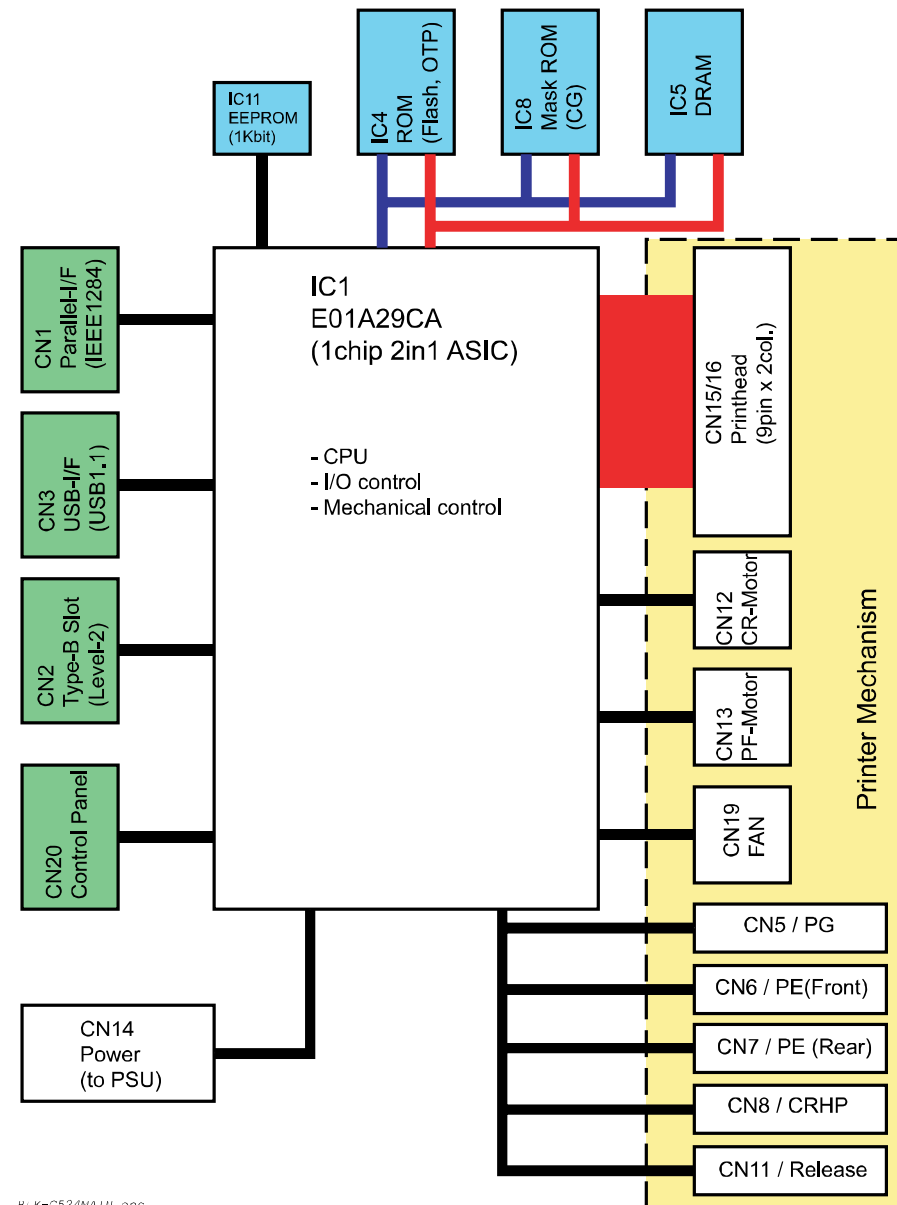 IC11
EEPROM
(1Kbit)
IC4
ROM
(Flash, OTP)
IC8
Mask ROM
(CG)
IC5
DRAM
CN1
Parallel-I/F
(IEEE1284)
CN3
USB-I/F
(USB1.1)
CN2
Type-B Slot
(Level-2)
CN20
Control Panel
IC1
E01A29CA
(1chip 2in1 ASIC)
- CPU
- I/O control
- Mechanical control
CN15/16
Printhead
(9pin x 2col.)
CN12
CR-Motor
CN13
PF-Motor
CN19
FAN
Printer Mechanism
CN5 / PG
CN6 / PE(Front)
CN7 / PE (Rear)
CN8 / CRHP
CN11 / Release
CN14
Power
(to PSU)